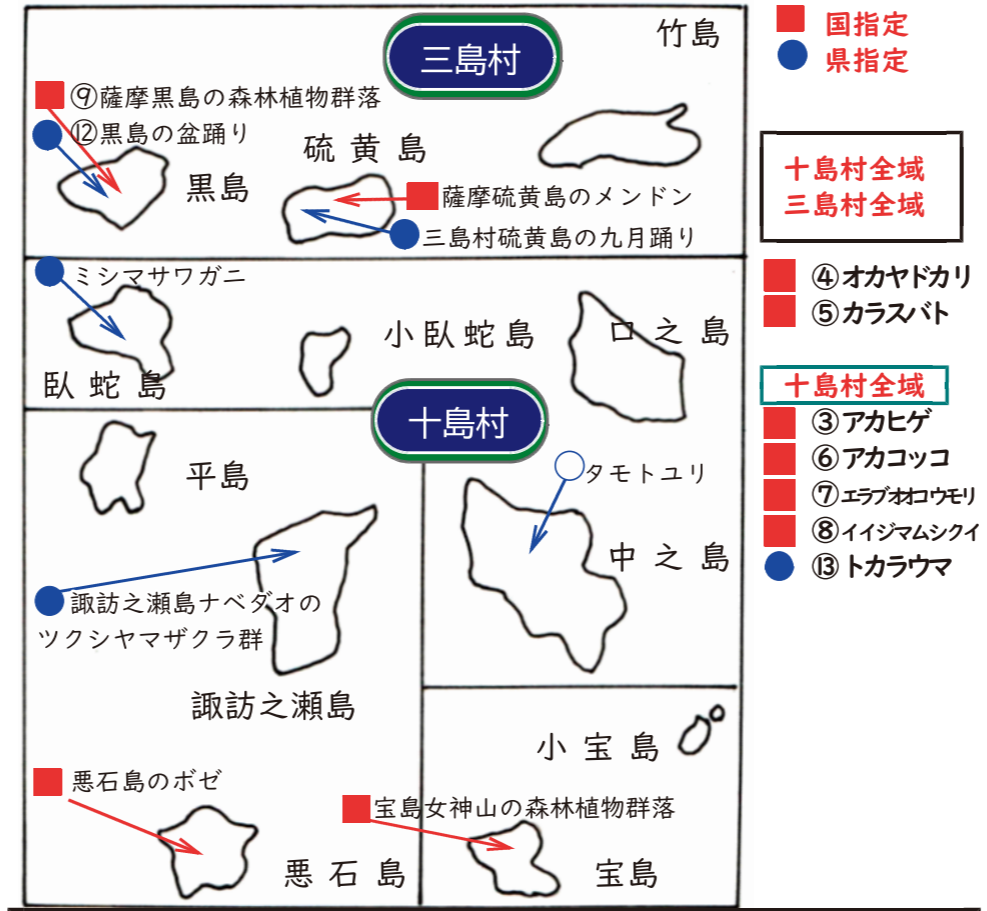 三島村
竹島
⑨薩摩黒島の森林植物群落
⑫黒島の盆踊り
硫黄島
黒島
薩摩硫黄島のメンドン
三島村硫黄島の九月踊り
ミシマサワガニ
小臥蛇島
口之島
臥蛇島
十島村
平島
タモトユリ
中之島
諏訪之瀬島ナベダオの
ツクシヤマザクラ群
諏訪之瀬島
小宝島
悪石島のボゼ
宝島女神山の森林植物群落
悪石島
宝島
国指定
県指定
十島村全域
三島村全域
④オカヤドカリ
⑤カラスバト
十島村全域
③アカヒゲ
⑥アカコッコ
⑦エラブオオコウモリ
⑧イイジマムシクイ
⑬トカラウマ